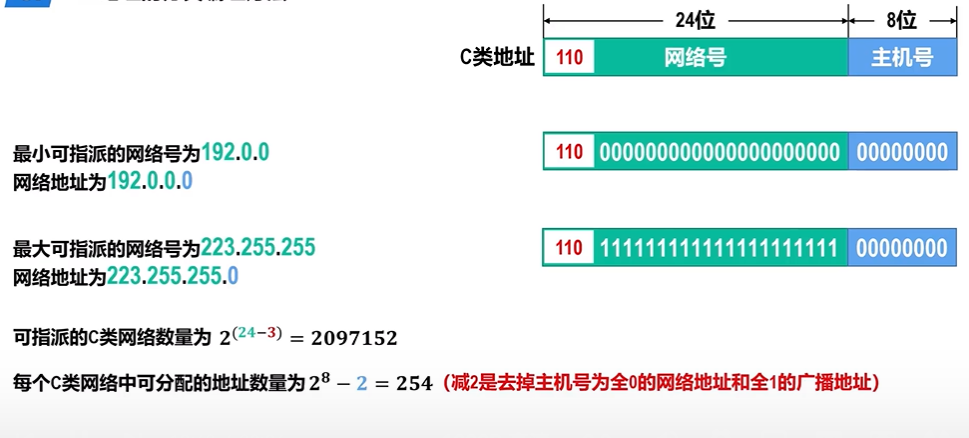 24位 8位
C类地址 110 网络号 主机号
最小可指派的网络号为192.0.0
网络地址为192.0.0.0
110 000000000000000000000 00000000
最大可指派的网络号为223.255.255
网络地址为223.255.255.0
110 111111111111111111111 00000000
可指派的C类网络数量为 2^(24−3) = 2097152
每个C类网络中可分配的地址数量为2^8 − 2 = 254（减2是去掉主机号为全0的网络地址和全1的广播地址）